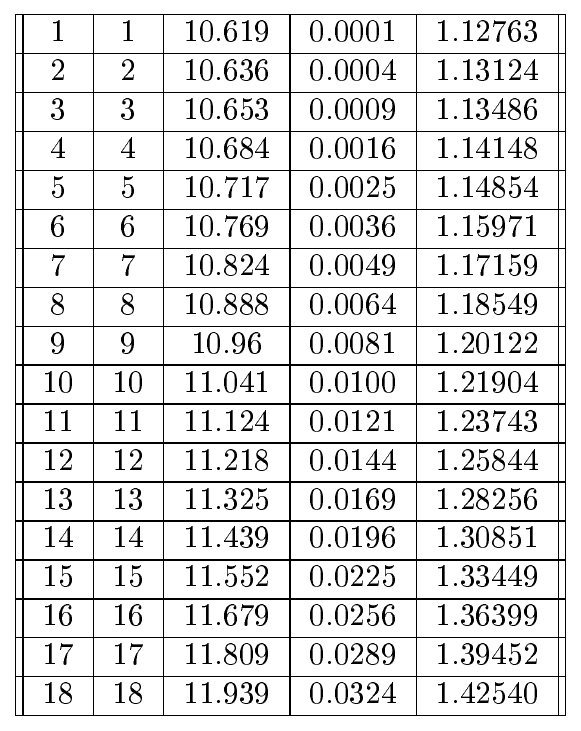 1 1 10.619 0.0001 1.12763
2 2 10.636 0.0004 1.13124
3 3 10.653 0.0009 1.13486
4 4 10.684 0.0016 1.14148
5 5 10.717 0.0025 1.14854
6 6 10.769 0.0036 1.15971
7 7 10.824 0.0049 1.17159
8 8 10.888 0.0064 1.18549
9 9 10.96 0.0081 1.20122
10 10 11.041 0.0100 1.21904
11 11 11.124 0.0121 1.23743
12 12 11.218 0.0144 1.25844
13 13 11.325 0.0169 1.28256
14 14 11.439 0.0196 1.30851
15 15 11.552 0.0225 1.33449
16 16 11.679 0.0256 1.36399
17 17 11.809 0.0289 1.39452
18 18 11.939 0.0324 1.42540